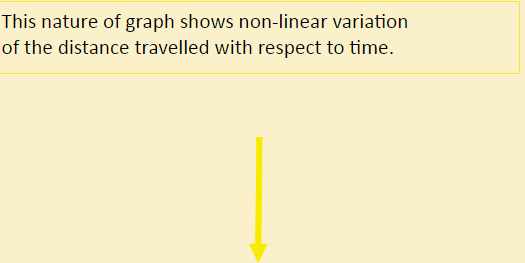 This nature of graph shows non-linear variation
of the distance travelled with respect to time.